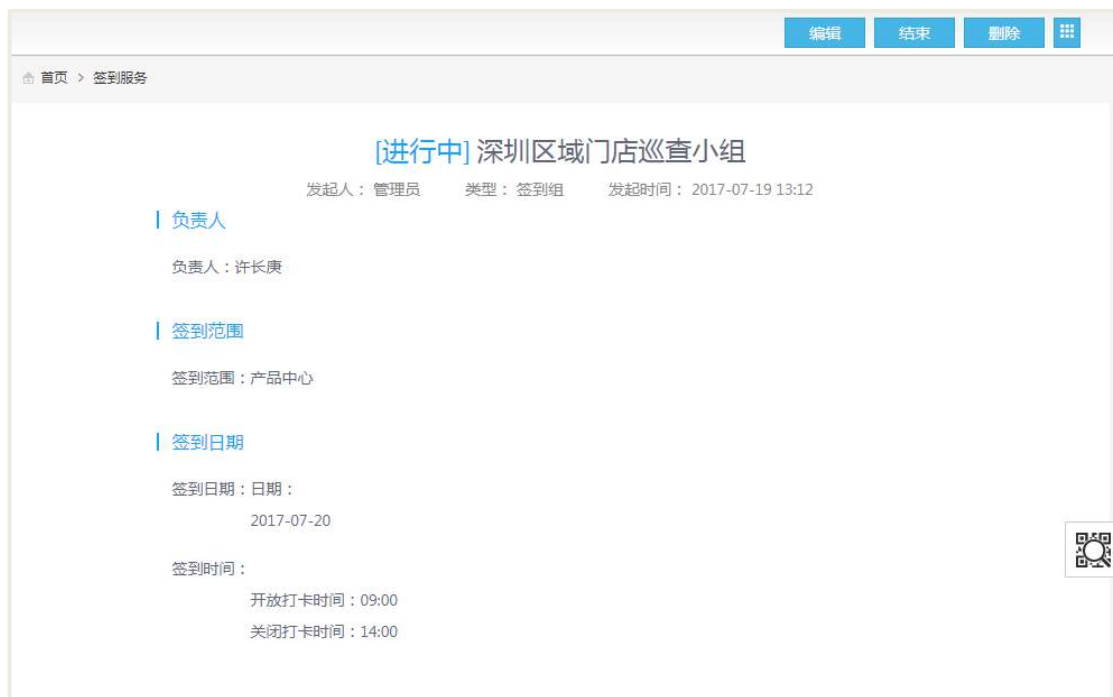 编辑 结束 删除
首页 > 签到服务
[进行中] 深圳区域门店巡查小组
发起人： 管理员 类型： 签到组 发起时间： 2017-07-19 13:12
负责人
负责人：许长庚
签到范围
签到范围：产品中心
签到日期
签到日期：日期：
2017-07-20
签到时间：
开放打卡时间：09:00
关闭打卡时间：14:00